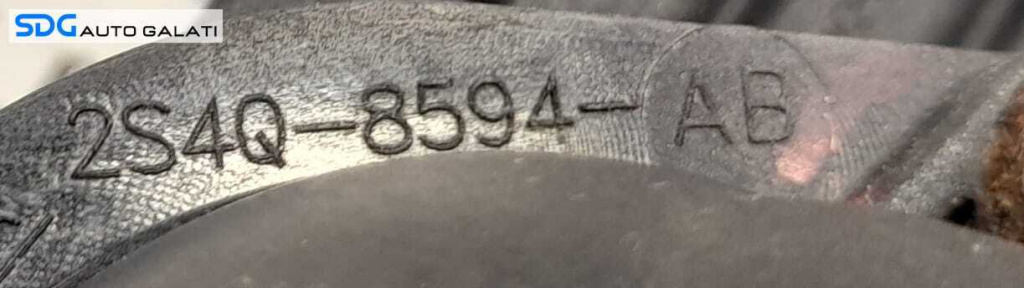 SDG AUTO GALATI
2S4Q-8594-AB